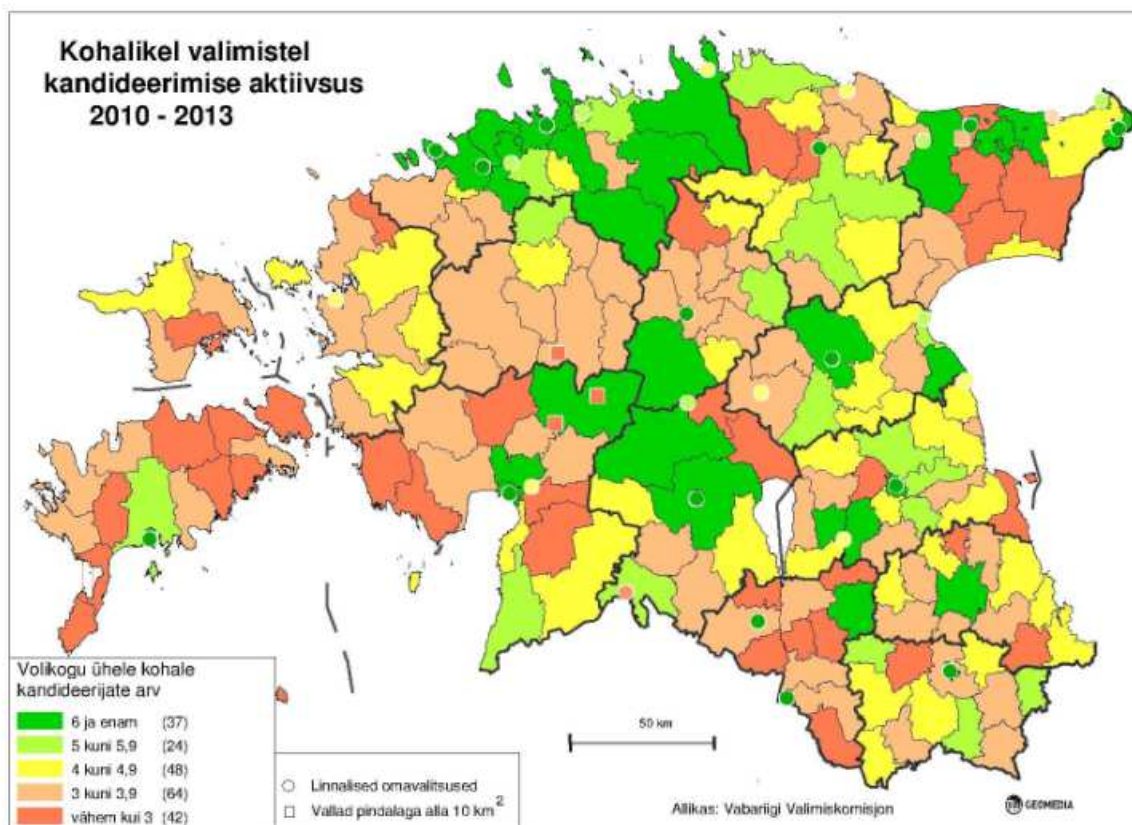 Kohalikel valimistel
kandideerimise aktiivsus
2010 - 2013
Volikogu ühele kohale
kandideerijate arv
6 ja enam (37)
5 kuni 5,9 (24)
4 kuni 4,9 (48)
3 kuni 3,9 (64)
vähem kui 3 (42)
Linnalised omavalitsused
Vallad pindalaga alla 10 km²
50 km
Allikas: Vabariigi Valimiskomisjon
GEOMEDIA